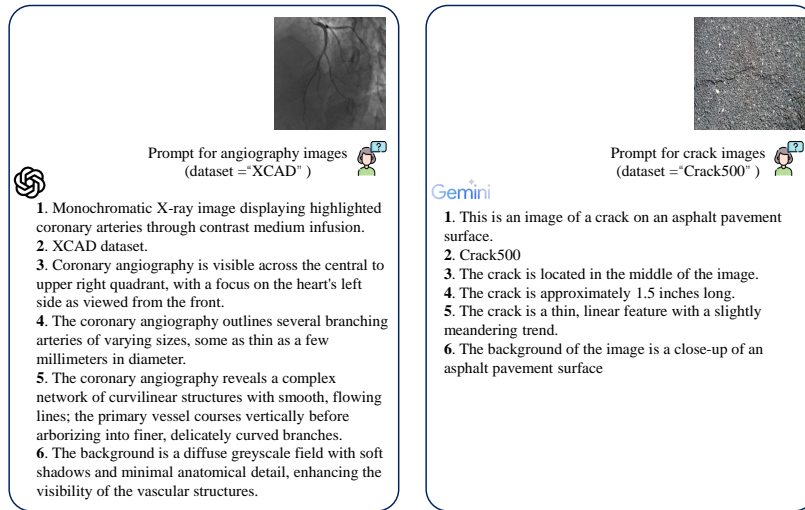 Prompt for angiography images
(dataset ="XCAD" )
1. Monochromatic X-ray image displaying highlighted
coronary arteries through contrast medium infusion.
2. XCAD dataset.
3. Coronary angiography is visible across the central to
upper right quadrant, with a focus on the heart's left
side as viewed from the front.
4. The coronary angiography outlines several branching
arteries of varying sizes, some as thin as a few
millimeters in diameter.
5. The coronary angiography reveals a complex
network of curvilinear structures with smooth, flowing
lines; the primary vessel courses vertically before
arborizing into finer, delicately curved branches.
6. The background is a diffuse greyscale field with soft
shadows and minimal anatomical detail, enhancing the
visibility of the vascular structures.
Prompt for crack images
(dataset ="Crack500" )
Gemini
1. This is an image of a crack on an asphalt pavement
surface.
2. Crack500
3. The crack is located in the middle of the image.
4. The crack is approximately 1.5 inches long.
5. The crack is a thin, linear feature with a slightly
meandering trend.
6. The background of the image is a close-up of an
asphalt pavement surface